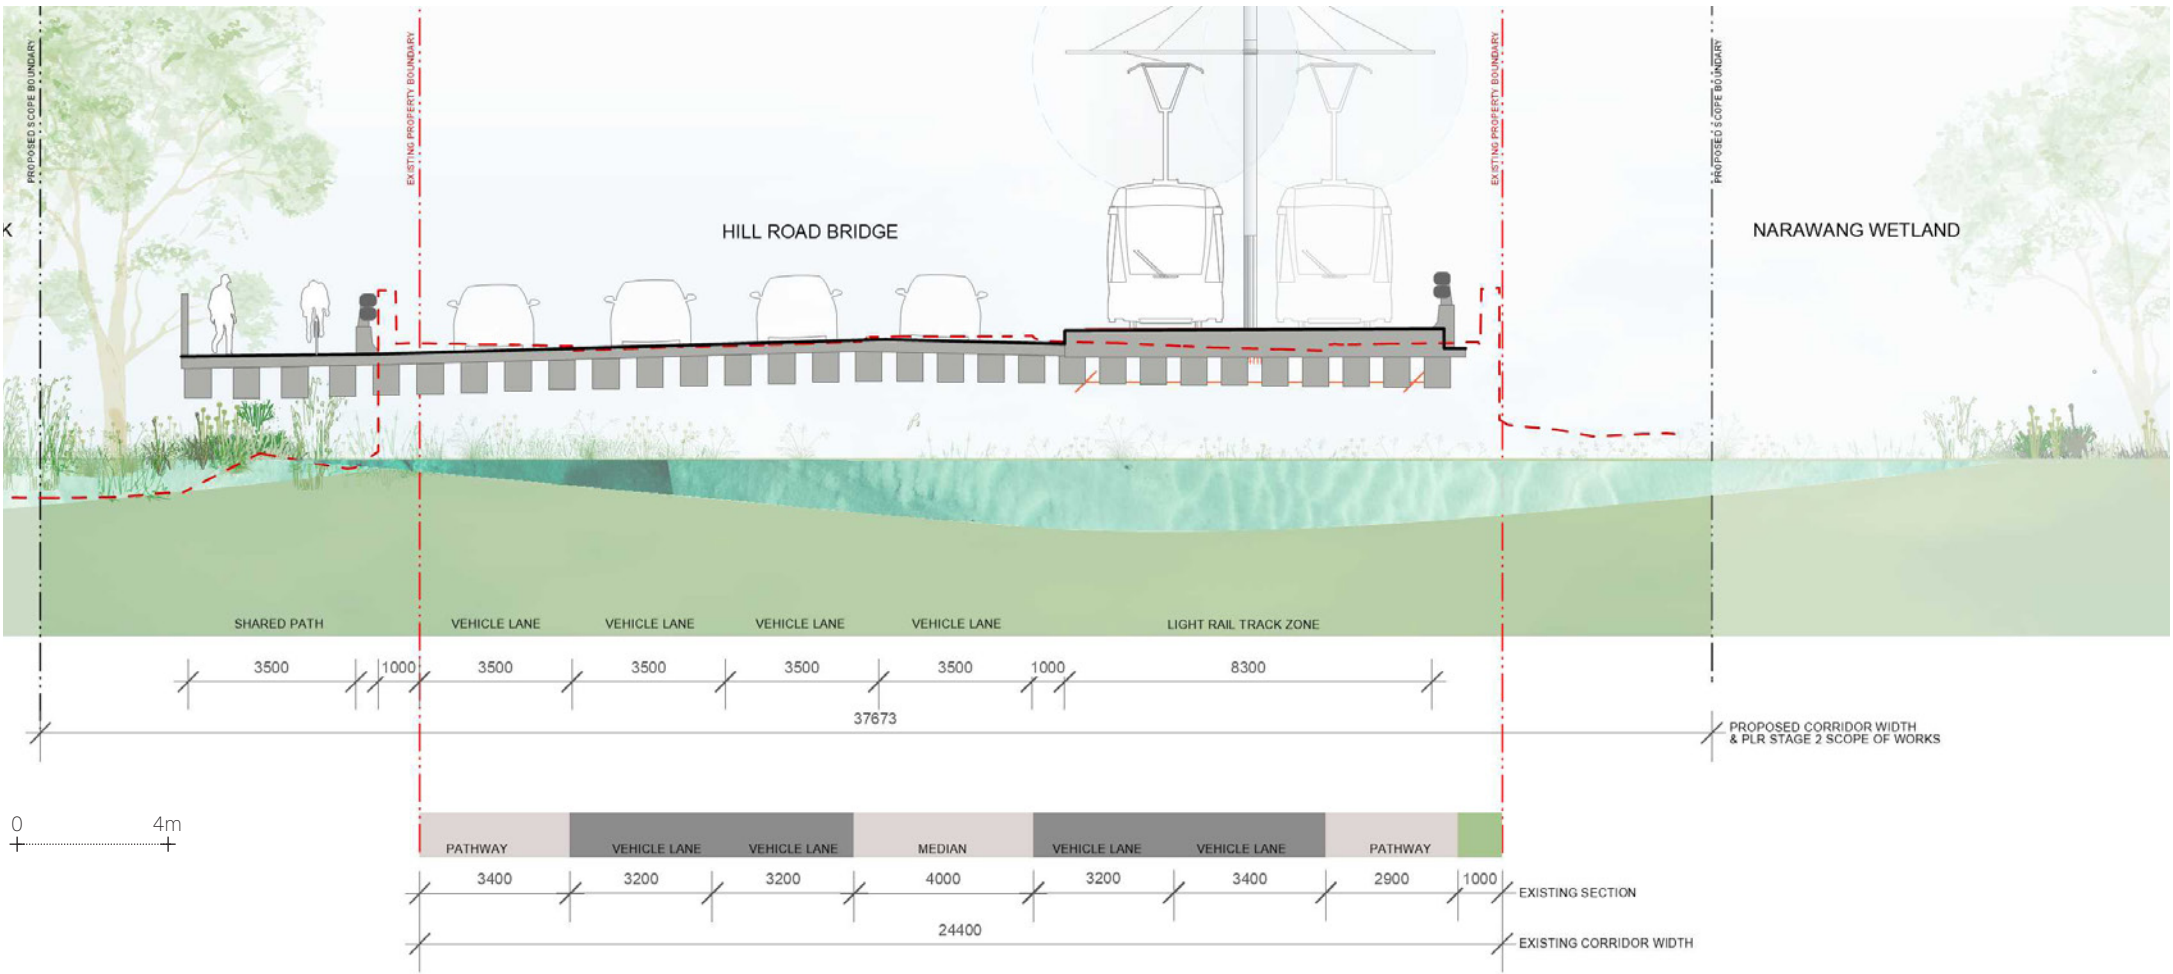 PROPOSED SCOPE BOUNDARY
EXISTING PROPERTY BOUNDARY
EXISTING PROPERTY BOUNDARY
PROPOSED SCOPE BOUNDARY
K
HILL ROAD BRIDGE
NARAWANG WETLAND
SHARED PATH
VEHICLE LANE
VEHICLE LANE
VEHICLE LANE
VEHICLE LANE
LIGHT RAIL TRACK ZONE
3500
1000
3500
3500
3500
3500
1000
8300
37673
PROPOSED CORRIDOR WIDTH
& PLR STAGE 2 SCOPE OF WORKS
0
4m
PATHWAY
VEHICLE LANE
VEHICLE LANE
MEDIAN
VEHICLE LANE
VEHICLE LANE
PATHWAY
3400
3200
3200
4000
3200
3400
2900
1000
EXISTING SECTION
24400
EXISTING CORRIDOR WIDTH